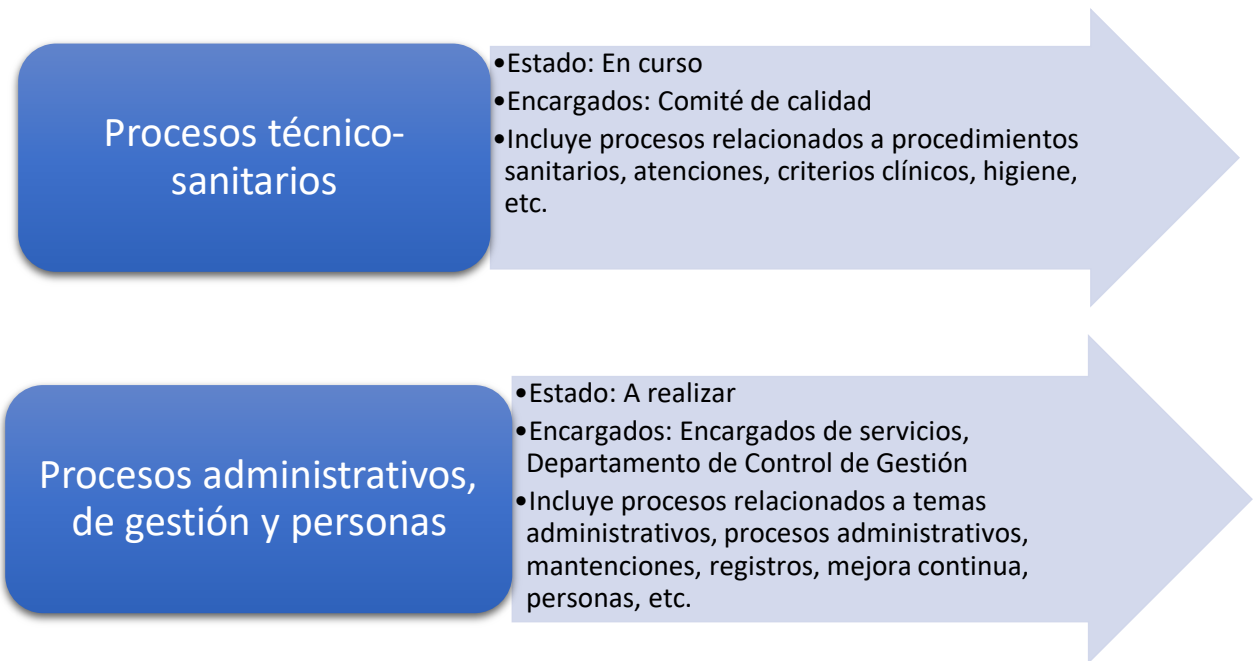 Procesos técnico-
sanitarios
•Estado: En curso
•Encargados: Comité de calidad
•Incluye procesos relacionados a procedimientos
sanitarios, atenciones, criterios clínicos, higiene,
etc.
Procesos administrativos,
de gestión y personas
•Estado: A realizar
•Encargados: Encargados de servicios,
Departamento de Control de Gestión
•Incluye procesos relacionados a temas
administrativos, procesos administrativos,
mantenciones, registros, mejora continua,
personas, etc.